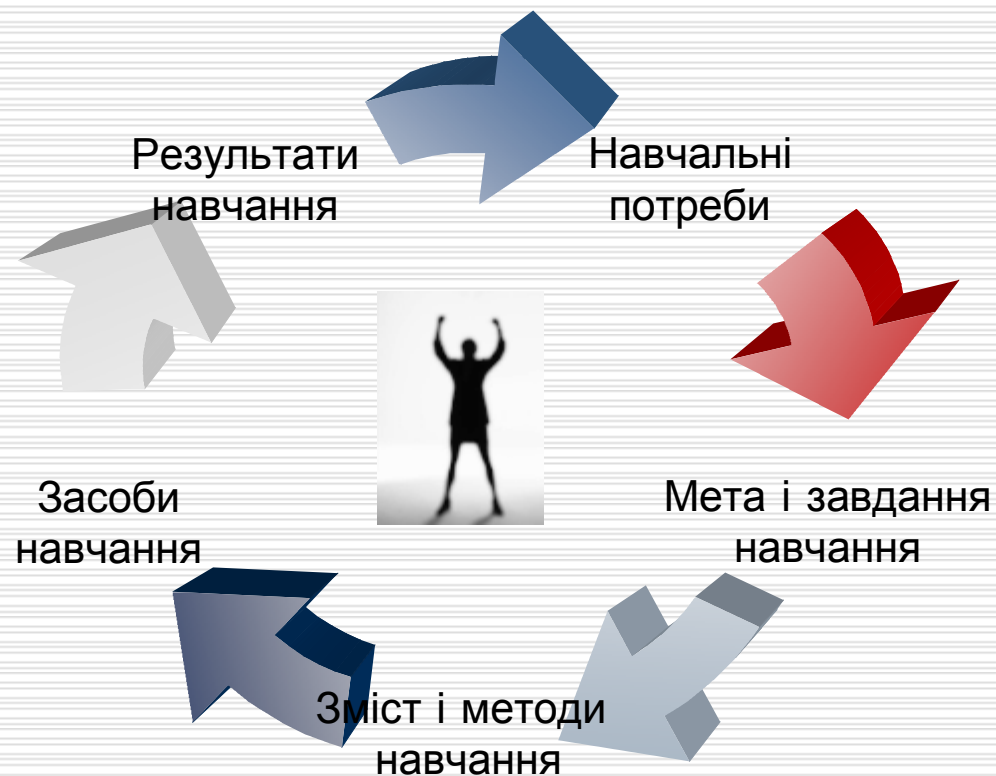 Результати
навчання
Навчальні
потреби
Засоби
навчання
Мета і завдання
навчання
Зміст і методи
навчання